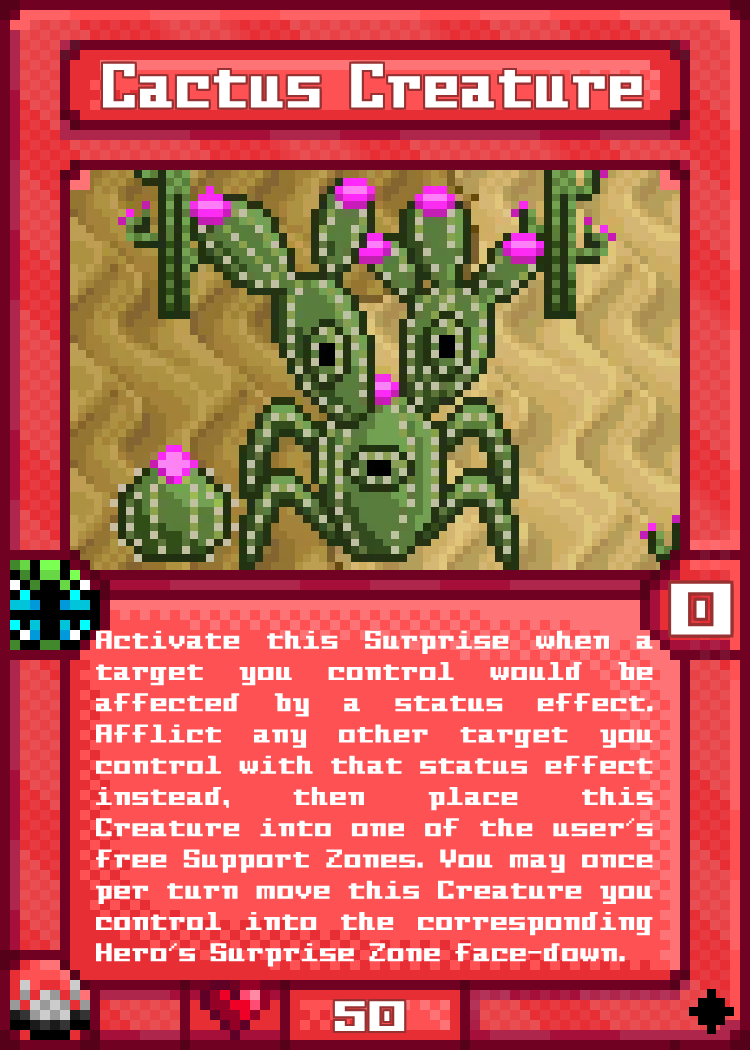 Cactus Creature
0
Activate this Surprise when a
target you control would be
affected by a status effect.
Afflict any other target you
control with that status effect
instead, then place this
Creature into one of the user's
free Support Zones. You may once
per turn move this Creature you
control into the corresponding
Hero's Surprise Zone face-down.
50